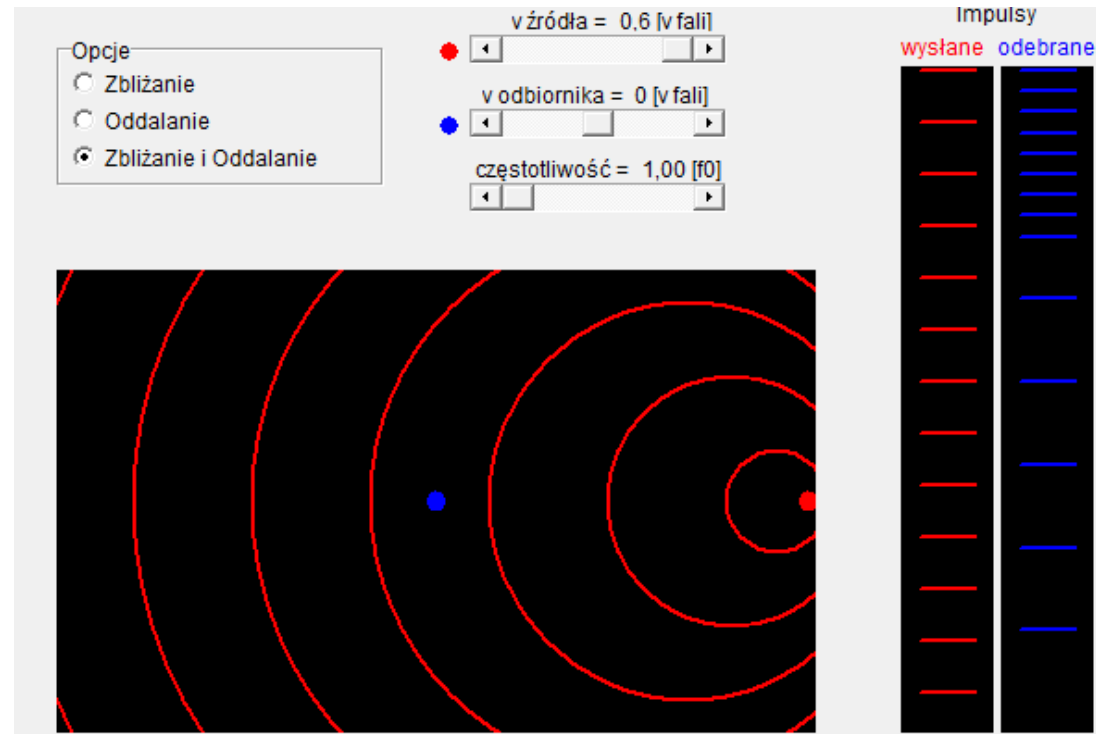 v źródła = 0,6 [v fali]
Impulsy
Opcje
wysłane odebrane
Zbliżanie
v odbiornika = 0 [v fali]
Oddalanie
Zbliżanie i Oddalanie
częstotliwość = 1,00 [f0]